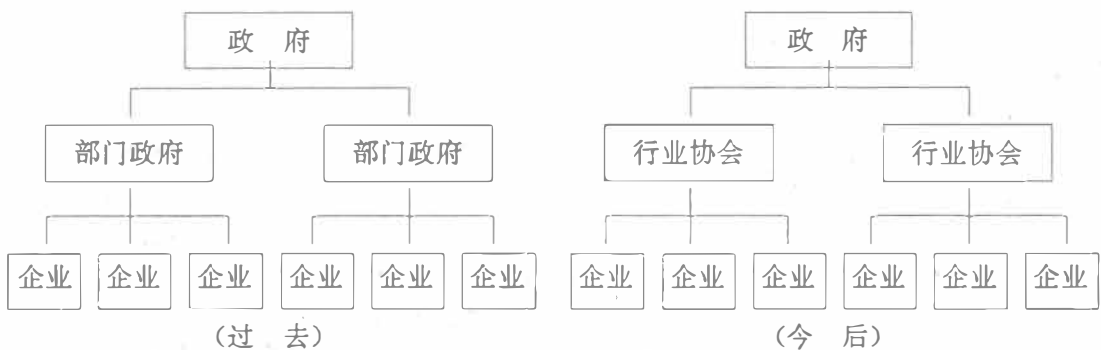 政 府
部门政府 部门政府
企业 企业 企业 企业 企业 企业
(过 去)
政 府
行业协会 行业协会
企业 企业 企业 企业 企业 企业
(今 后)